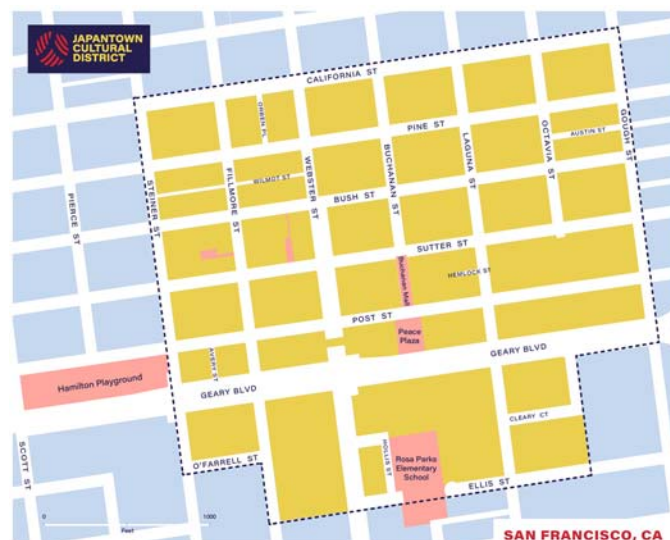 JAPANTOWN
CULTURAL
DISTRICT
CALIFORNIA ST
ORBEN PL
PINE ST
GOUGH ST
OCTAVIA ST
AUSTIN ST
LAGUNA ST
BUCHANAN ST
WEBSTER ST
FILLMORE ST
STEINER ST
PIERCE ST
WILMOT ST
BUSH ST
SUTTER ST
Buchanan Mall
HEMLOCK ST
POST ST
Peace
Plaza
AVERY ST
GEARY BLVD
Hamilton Playground
GEARY BLVD
CLEARY CT
HOLLIS ST
SCOTT ST
O'FARRELL ST
Rosa Parks
Elementary
School
ELLIS ST
0
1000
Feet
SAN FRANCISCO, CA